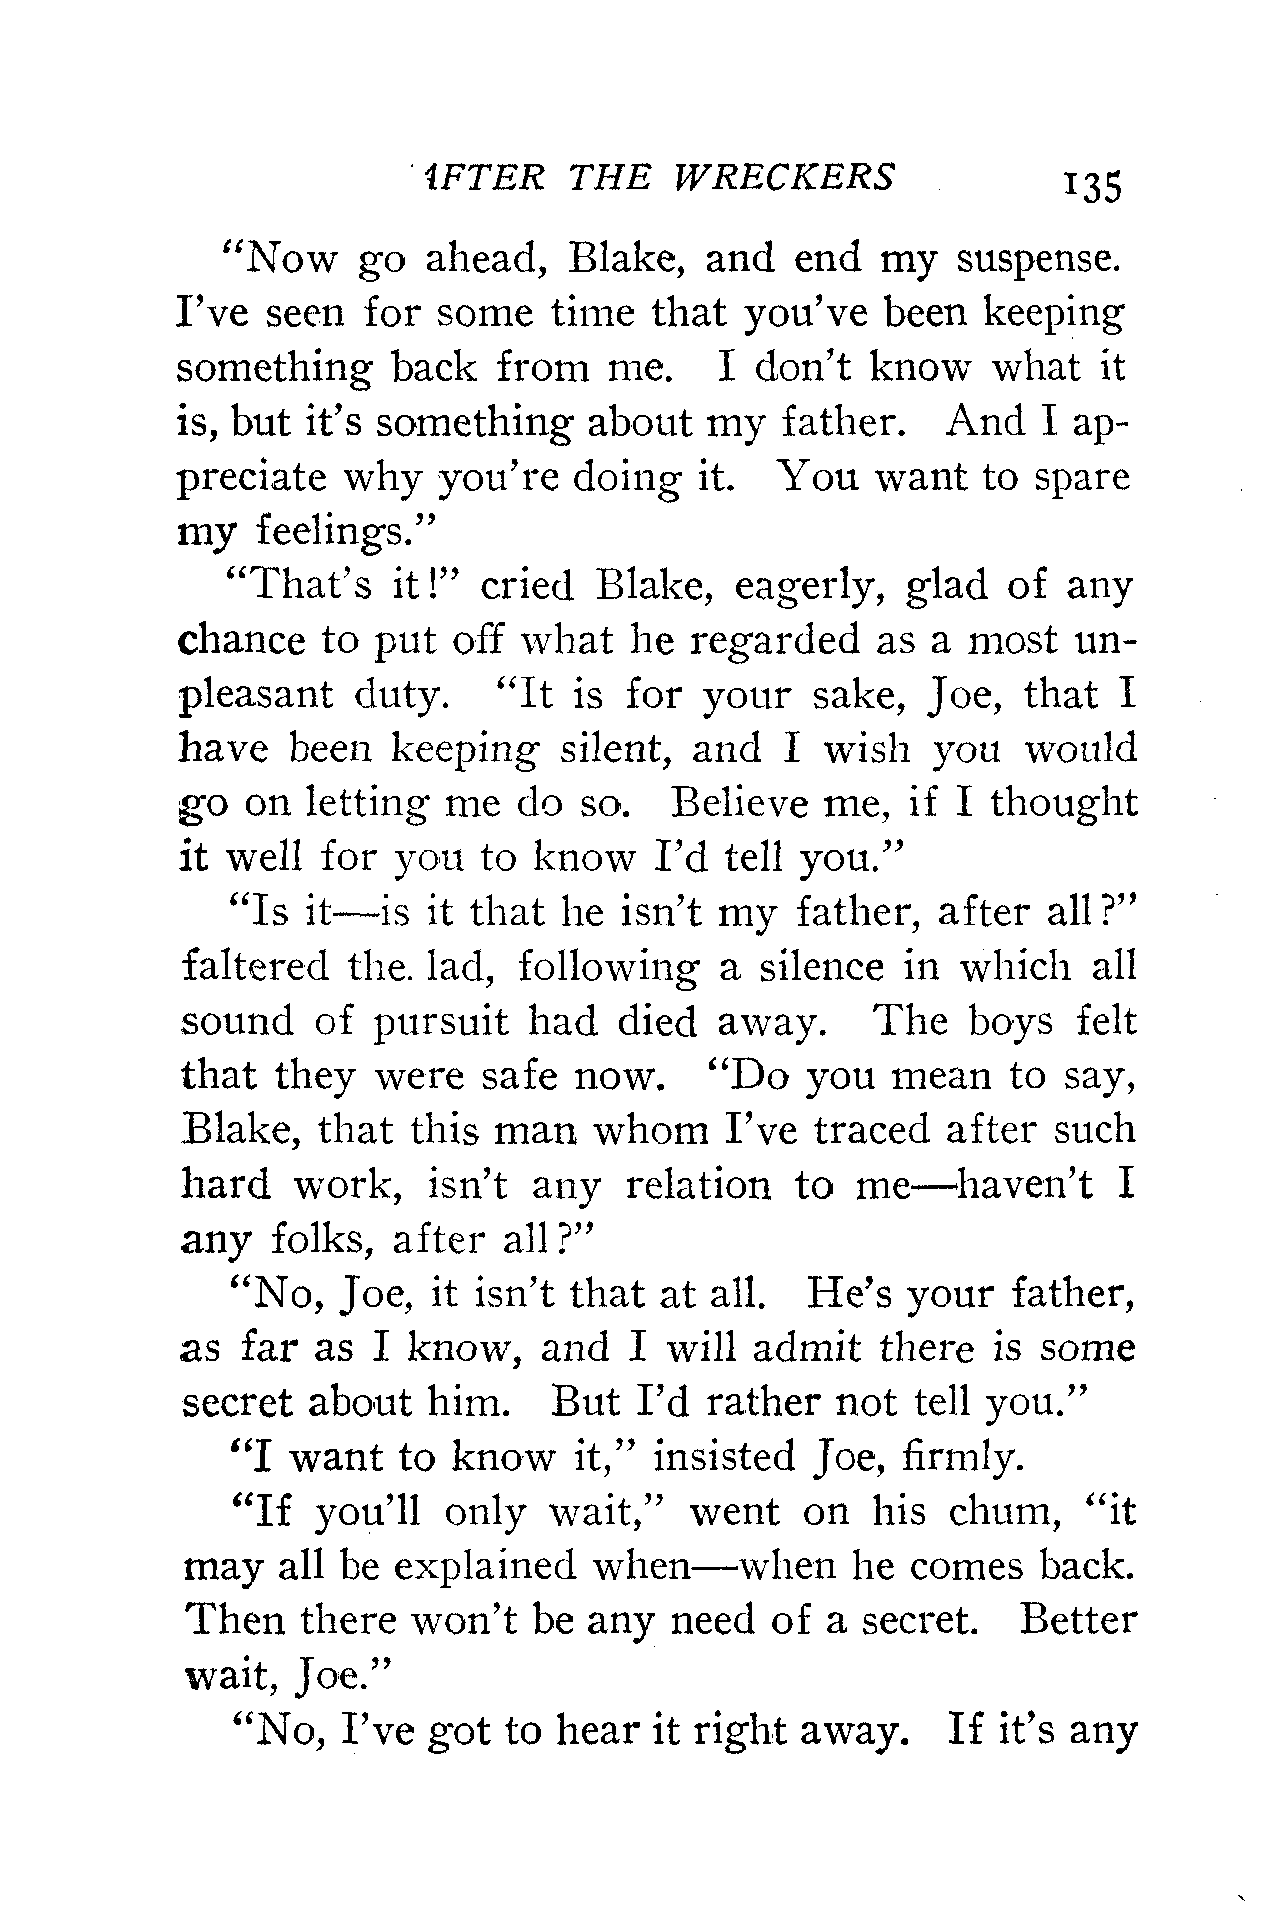 AFTER THE WRECKERS 135
"Now go ahead, Blake, and end my suspense.
I've seen for some time that you've been keeping
something back from me. I don't know what it
is, but it's something about my father. And I ap-
preciate why you're doing it. You want to spare
my feelings."
"That's it!" cried Blake, eagerly, glad of any
chance to put off what he regarded as a most un-
pleasant duty. "It is for your sake, Joe, that I
have been keeping silent, and I wish you would
go on letting me do so. Believe me, if I thought
it well for you to know I'd tell you."
"Is it—is it that he isn't my father, after all?"
faltered the lad, following a silence in which all
sound of pursuit had died away. The boys felt
that they were safe now. "Do you mean to say,
Blake, that this man whom I've traced after such
hard work, isn't any relation to me—haven't I
any folks, after all?"
"No, Joe, it isn't that at all. He's your father,
as far as I know, and I will admit there is some
secret about him. But I'd rather not tell you."
"I want to know it," insisted Joe, firmly.
"If you'll only wait," went on his chum, "it
may all be explained when—when he comes back.
Then there won't be any need of a secret. Better
wait, Joe."
"No, I've got to hear it right away. If it's any